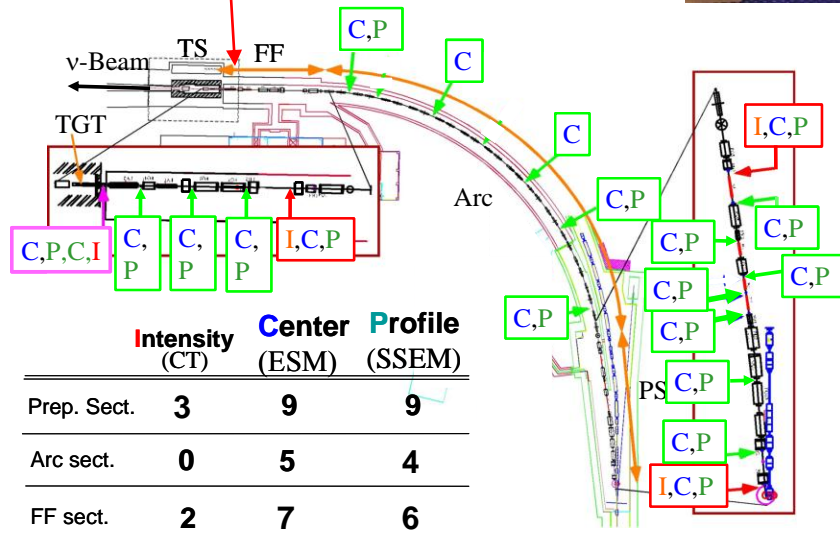 TS
FF
C,P
ν-Beam
C
TGT
C
I,C,P
Arc
C,P
C,P
C,P
C,P
C,P,C,I
C,
P
C,
P
C,
P
I,C,P
C,P
C,P
C,P
C,P
PS
C,P
C,P
I,C,P
Intensity Center Profile
(CT) (ESM) (SSEM)
Prep. Sect. 3 9 9
Arc sect. 0 5 4
FF sect. 2 7 6